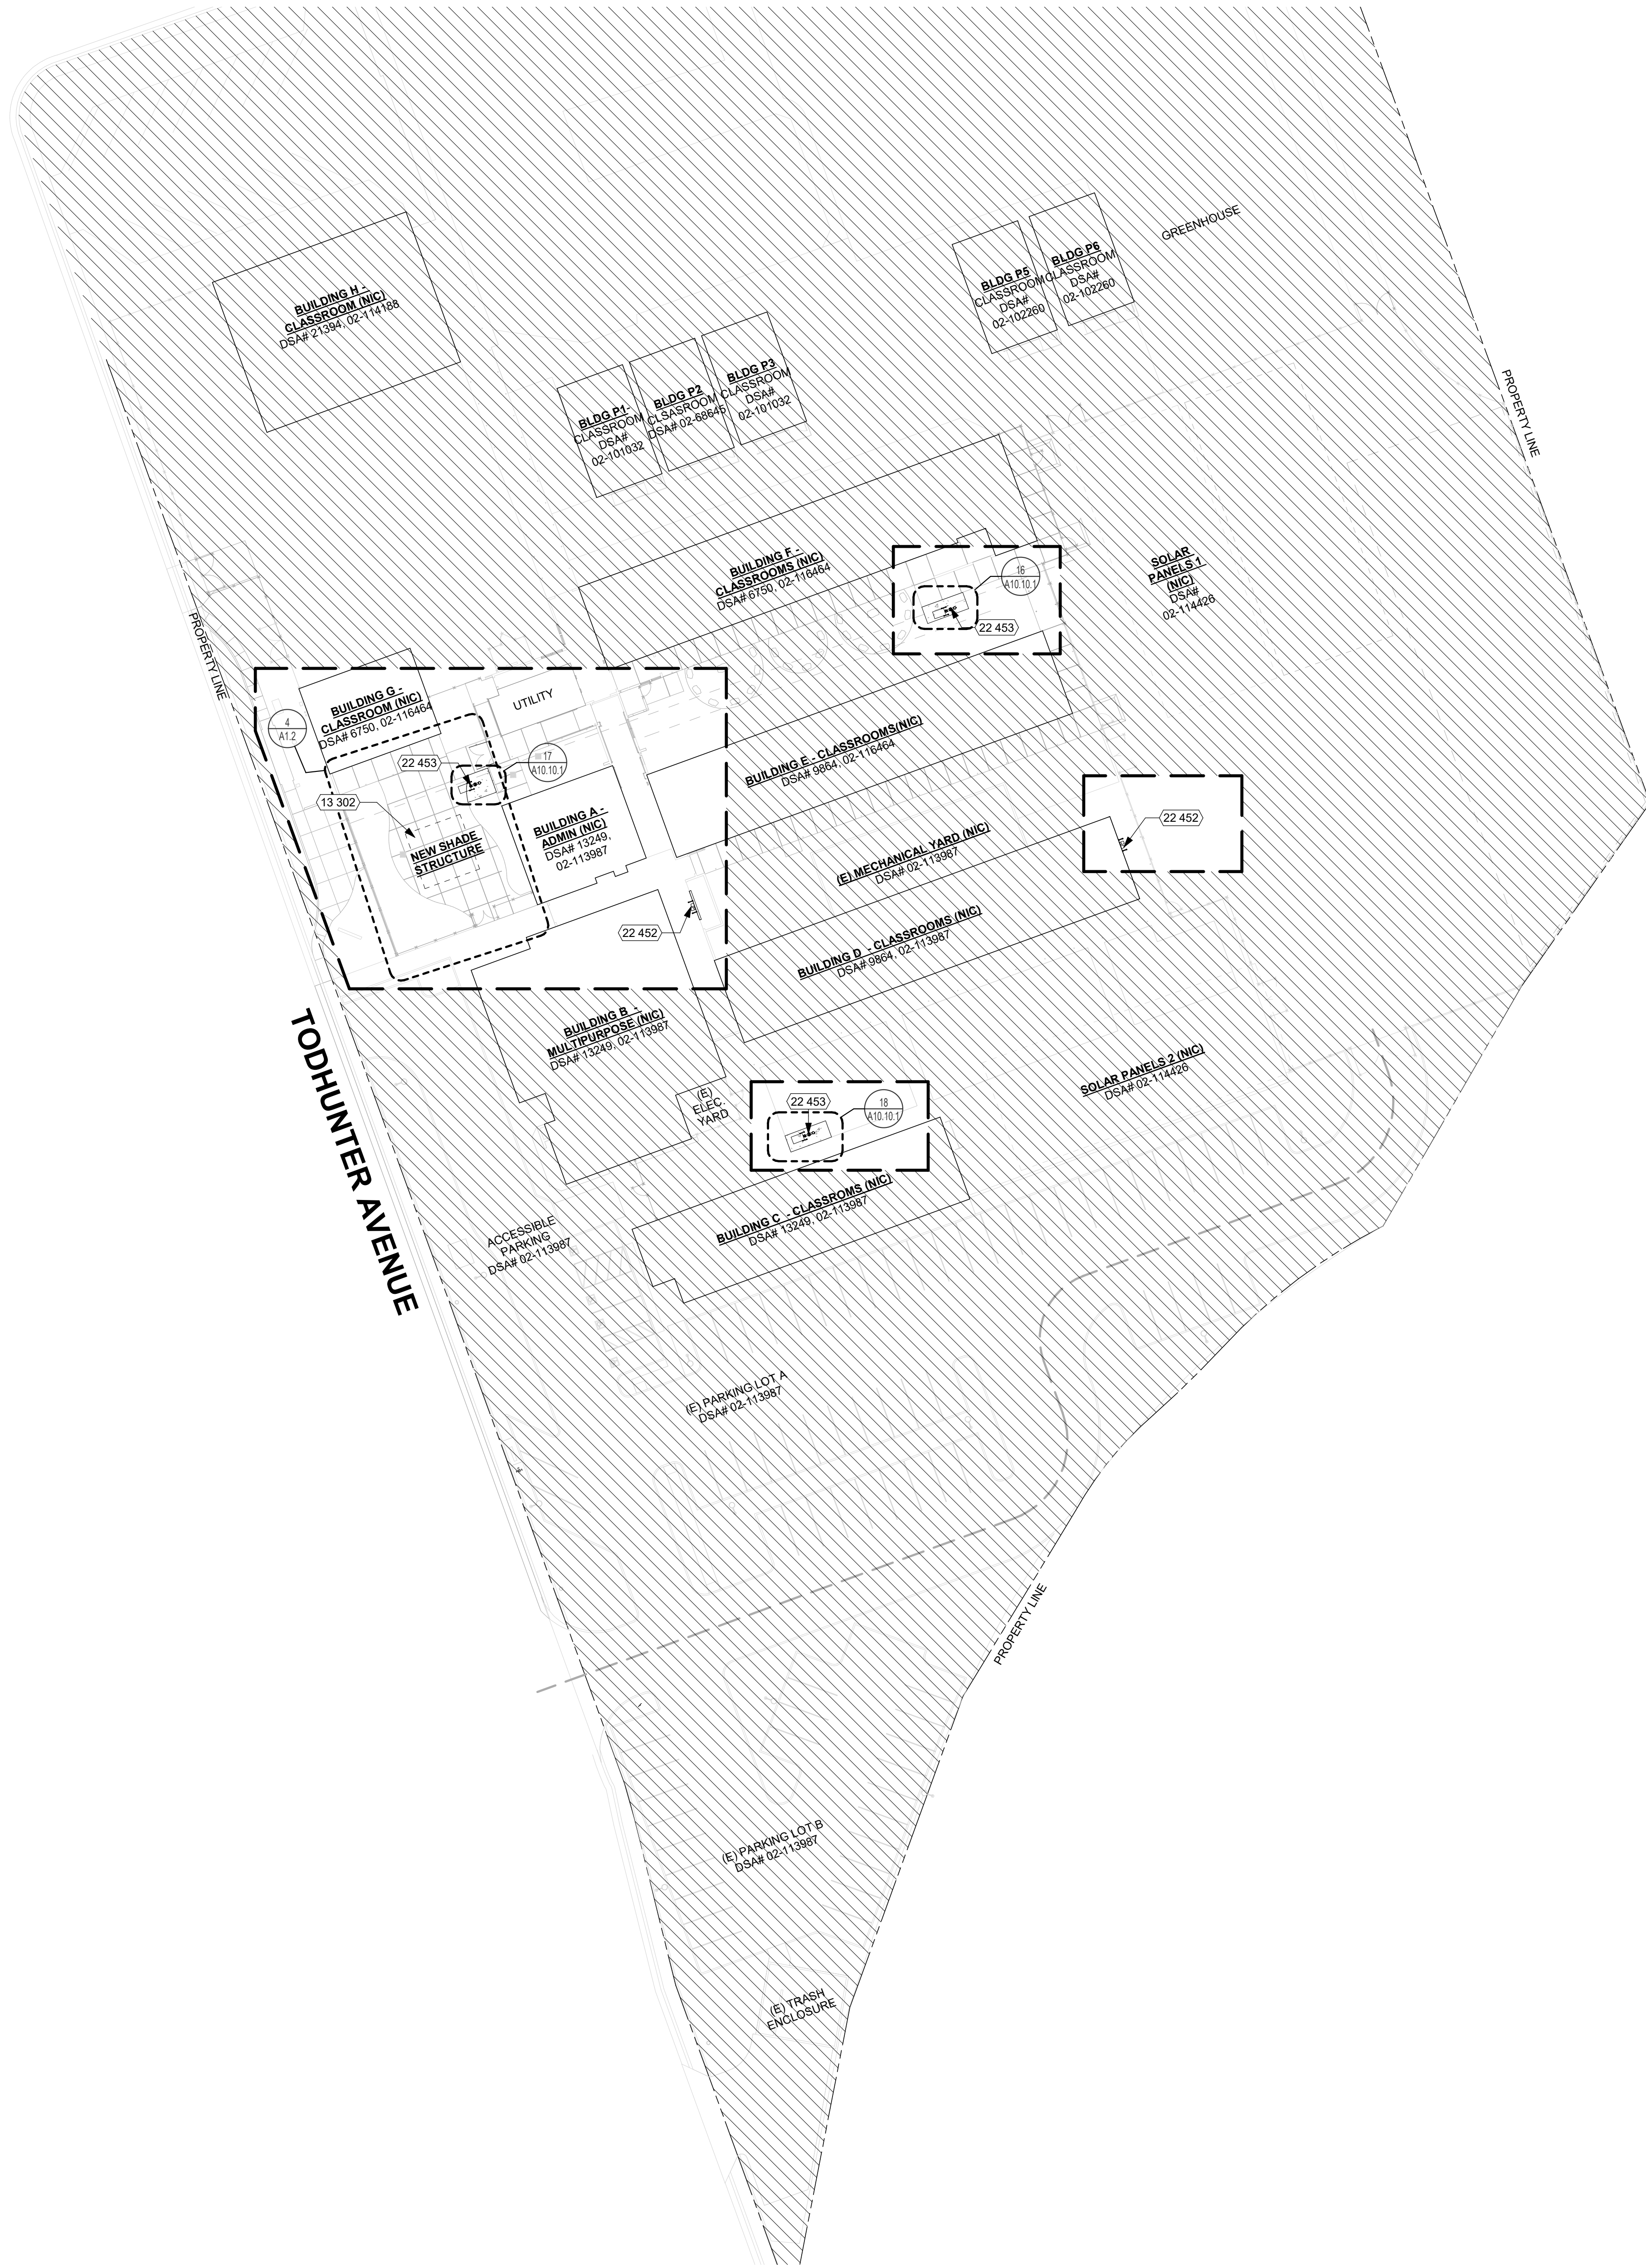 BUILDING H -
CLASSROOM (NIC)
DSA# 21394, 02-114188
BLDG P1-
CLASSROOM
DSA#
02-101032
BLDG P2
CLSASROOM
DSA# 02-68645
BLDG P3
CLASSROOM
DSA#
02-101032
BLDG P5
CLASSROOM
DSA#
02-102260
BLDG P6
CLASSROOM
DSA#
02-102260
GREENHOUSE
PROPERTY LINE
PROPERTY LINE
BUILDING F -
CLASSROOMS (NIC)
DSA# 6750, 02-116464
16
A10.10.1
22 453
SOLAR
PANELS 1
(NIC)
DSA#
02-114426
BUILDING G -
CLASSROOM (NIC)
DSA# 6750, 02-116464
4
A1.2
UTILITY
22 453
17
A10.10.1
13 302
NEW SHADE
STRUCTURE
BUILDING A -
ADMIN (NIC)
DSA# 13249,
02-113987
22 452
BUILDING E - CLASSROOMS(NIC)
DSA# 9864, 02-116464
(E) MECHANICAL YARD (NIC)
DSA# 02-113987
22 452
BUILDING D - CLASSROOMS (NIC)
DSA# 9864, 02-113987
BUILDING B -
MULTIPURPOSE (NIC)
DSA# 13249, 02-113987
(E)
ELEC.
YARD
22 453
18
A10.10.1
SOLAR PANELS 2 (NIC)
DSA# 02-114426
TODHUNTER AVENUE
BUILDING C - CLASSROMS (NIC)
DSA# 13249, 02-113987
ACCESSIBLE
PARKING
DSA# 02-113987
(E) PARKING LOT A
DSA# 02-113987
PROPERTY LINE
(E) PARKING LOT B
DSA# 02-113987
(E) TRASH
ENCLOSURE